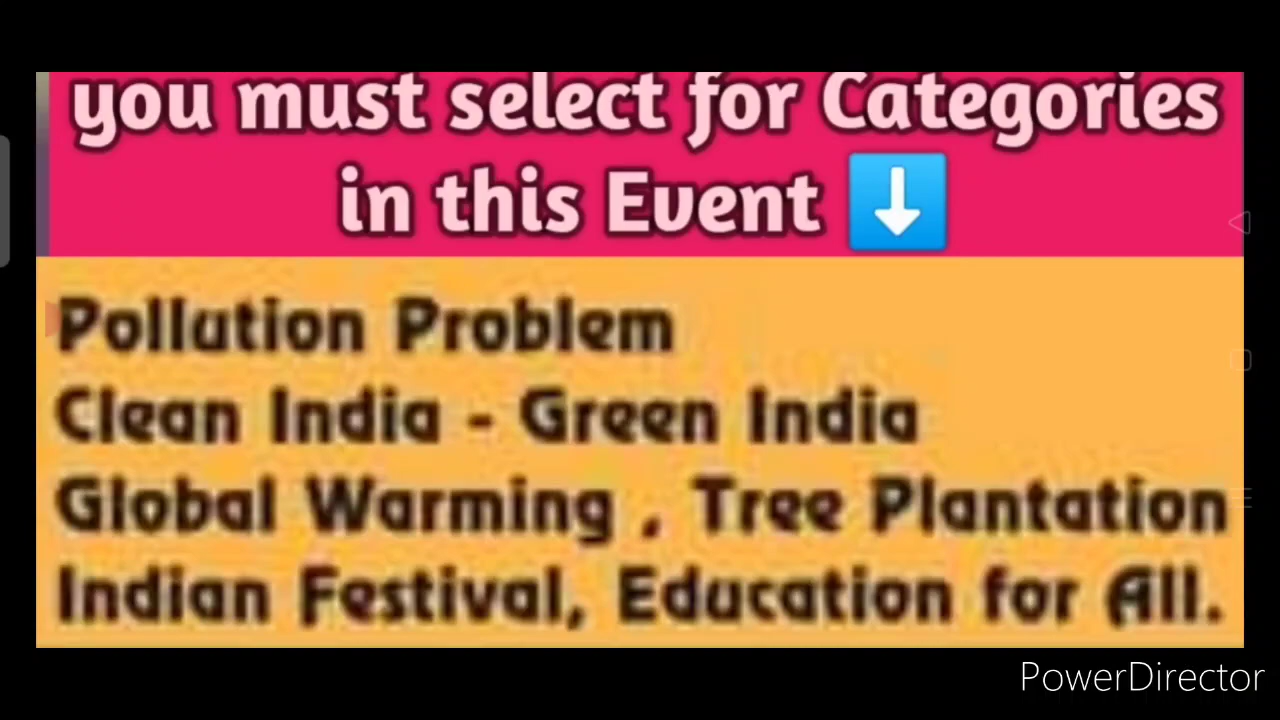 you must select for Categories
in this Event ⬇️
Pollution Problem
Clean India - Green India
Global Warming , Tree Plantation
Indian Festival, Education for All.
PowerDirector